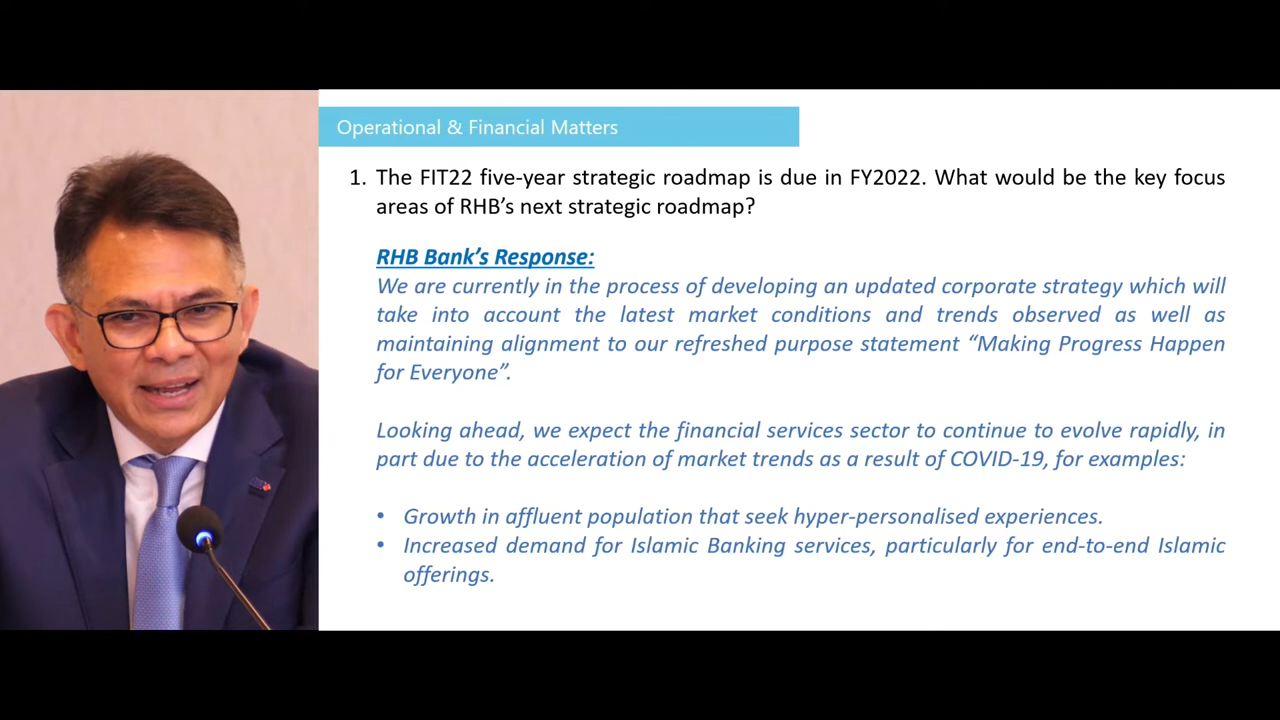 Operational & Financial Matters
1. The FIT22 five-year strategic roadmap is due in FY2022. What would be the key focus
areas of RHB’s next strategic roadmap?
RHB Bank’s Response:
We are currently in the process of developing an updated corporate strategy which will
take into account the latest market conditions and trends observed as well as
maintaining alignment to our refreshed purpose statement “Making Progress Happen
for Everyone”.
Looking ahead, we expect the financial services sector to continue to evolve rapidly, in
part due to the acceleration of market trends as a result of COVID-19, for examples:
• Growth in affluent population that seek hyper-personalised experiences.
• Increased demand for Islamic Banking services, particularly for end-to-end Islamic
offerings.